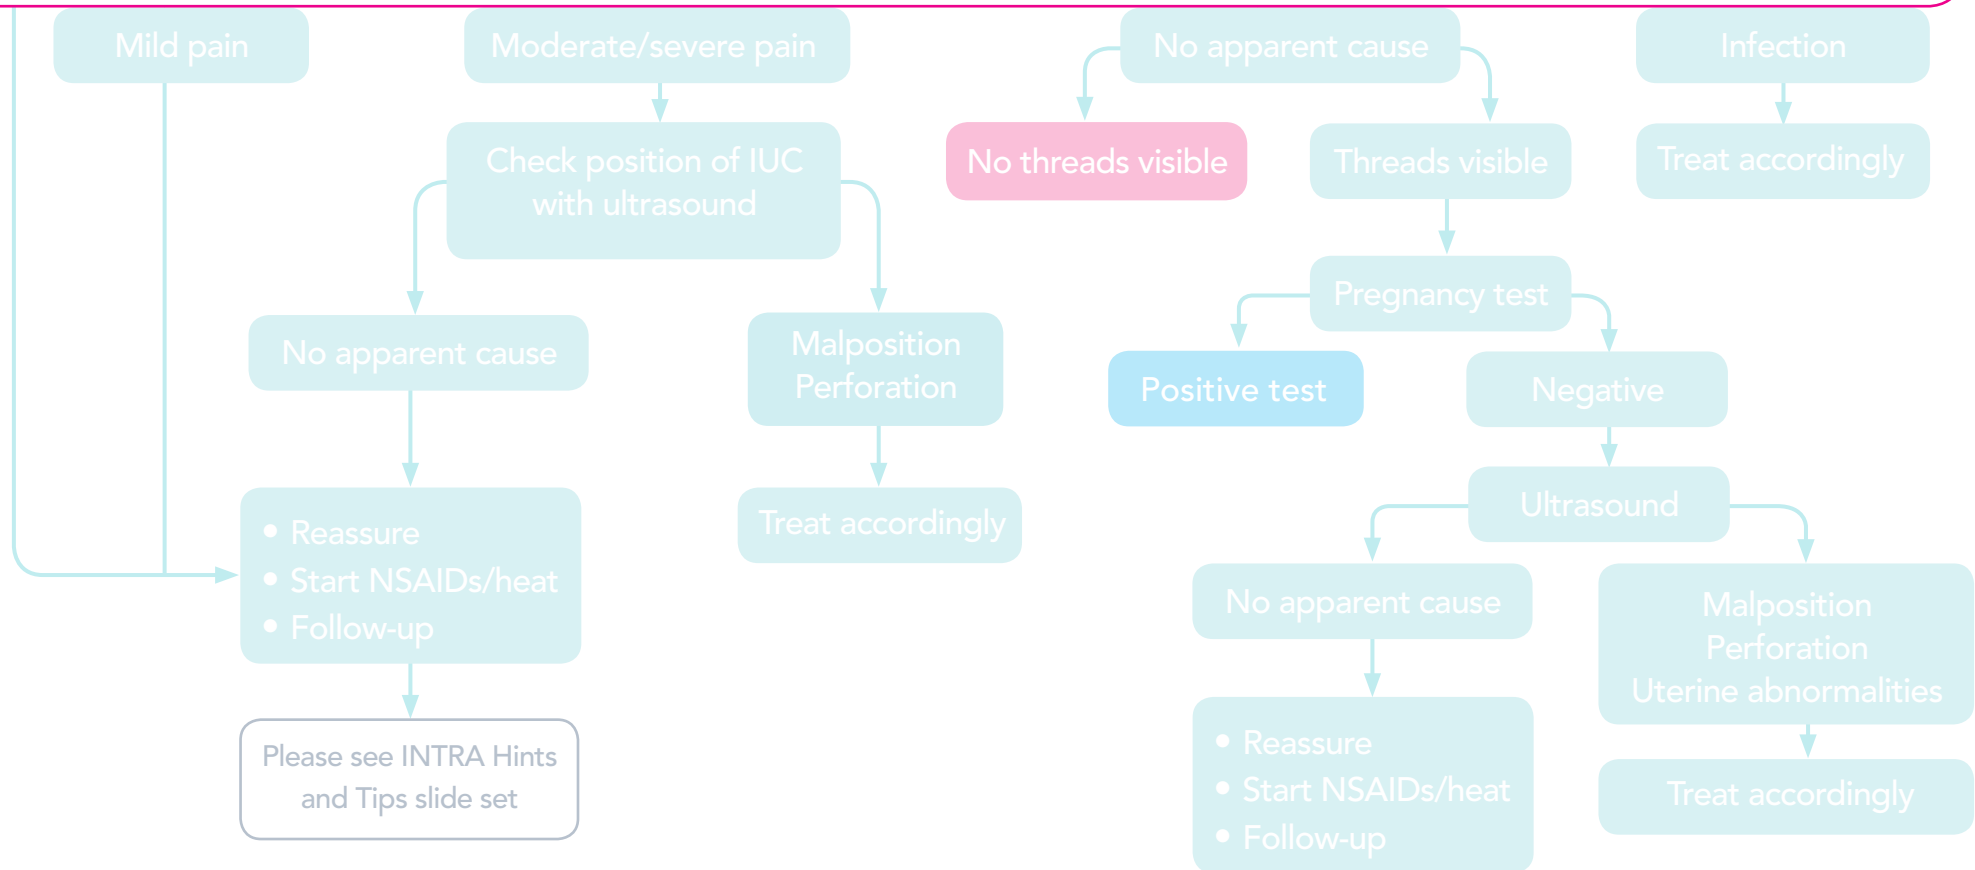 Mild pain
Moderate/severe pain
No apparent cause
Infection
Check position of IUC
with ultrasound
No threads visible
Threads visible
Treat accordingly
Pregnancy test
No apparent cause
Malposition
Perforation
Positive test
Negative
• Reassure
• Start NSAIDs/heat
• Follow-up
Treat accordingly
Ultrasound
No apparent cause
Malposition
Perforation
Uterine abnormalities
Please see INTRA Hints
and Tips slide set
• Reassure
• Start NSAIDs/heat
• Follow-up
Treat accordingly